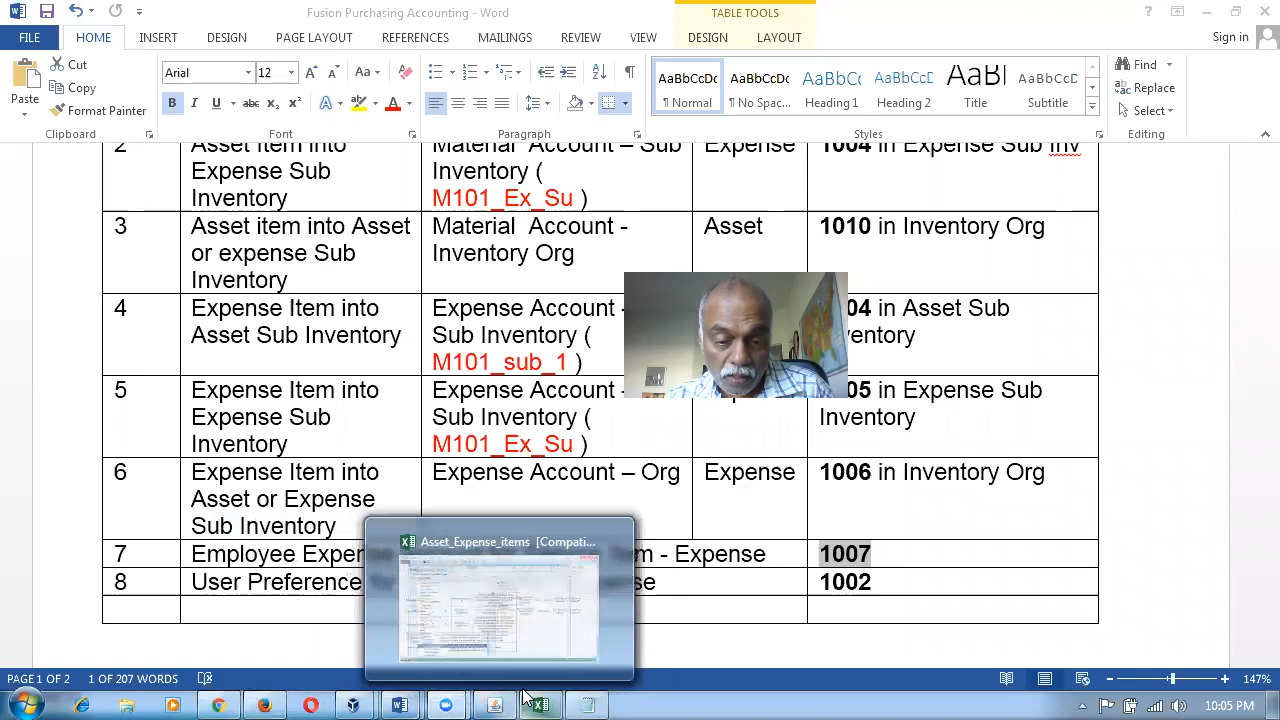 Fusion Purchasing Accounting - Word
TABLE TOOLS
FILE HOME INSERT DESIGN PAGE LAYOUT REFERENCES MAILINGS REVIEW VIEW DESIGN LAYOUT Sign in
Paste
Cut
Copy
Format Painter
Clipboard
Arial 12
Font
Paragraph
AaBbCcDc AaBbCcDc AaBbCc AaBbCcC AaBl AaBbCcD
¶ Normal ¶ No Spac... Heading 1 Heading 2 Title Subtitle
Styles
Find
Replace
Select
Editing
2 Asset Item into Material Account – Sub Expense 1004 in Expense Sub Inv
Expense Sub Inventory (
Inventory M101_Ex_Su )
3 Asset item into Asset Material Account - Asset 1010 in Inventory Org
or expense Sub Inventory Org
Inventory
4 Expense Item into Expense Account - 04 in Asset Sub
Asset Sub Inventory Sub Inventory ( entory
M101_sub_1 )
5 Expense Item into Expense Account - 05 in Expense Sub
Expense Sub Sub Inventory ( Inventory
Inventory M101_Ex_Su )
6 Expense Item into Expense Account – Org Expense 1006 in Inventory Org
Asset or Expense
Sub Inventory
7 Employee Expen m - Expense 1007
8 User Preference se 1002
Asset_Expense_items [Compati...
PAGE 1 OF 2 1 OF 207 WORDS 147%
10:05 PM